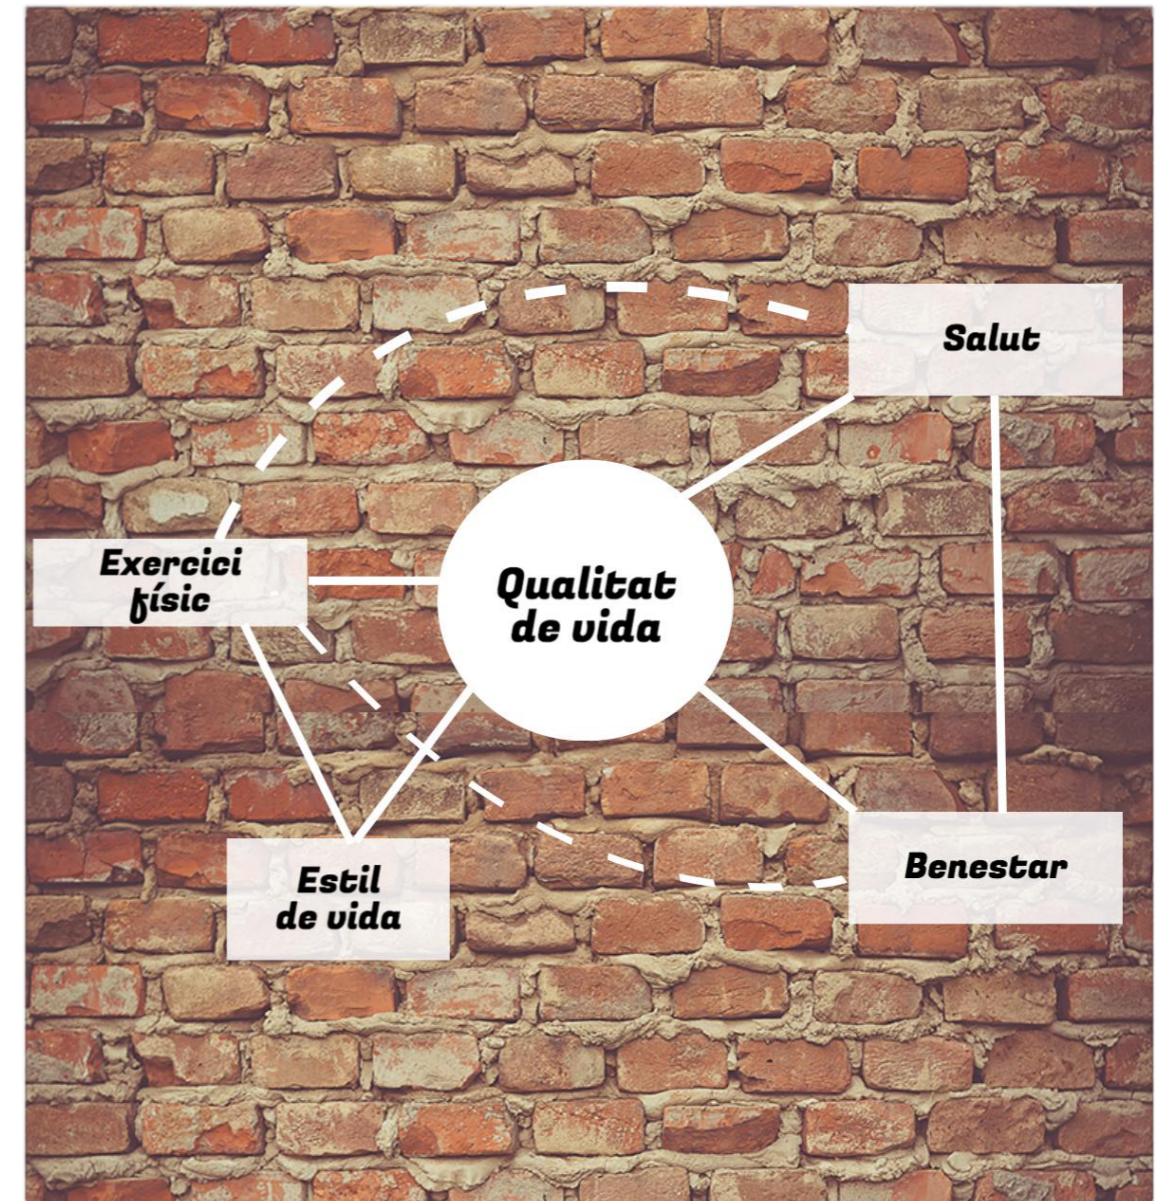 Salut
Exercici
físic
Qualitat
de vida
Benestar
Estil
de vida